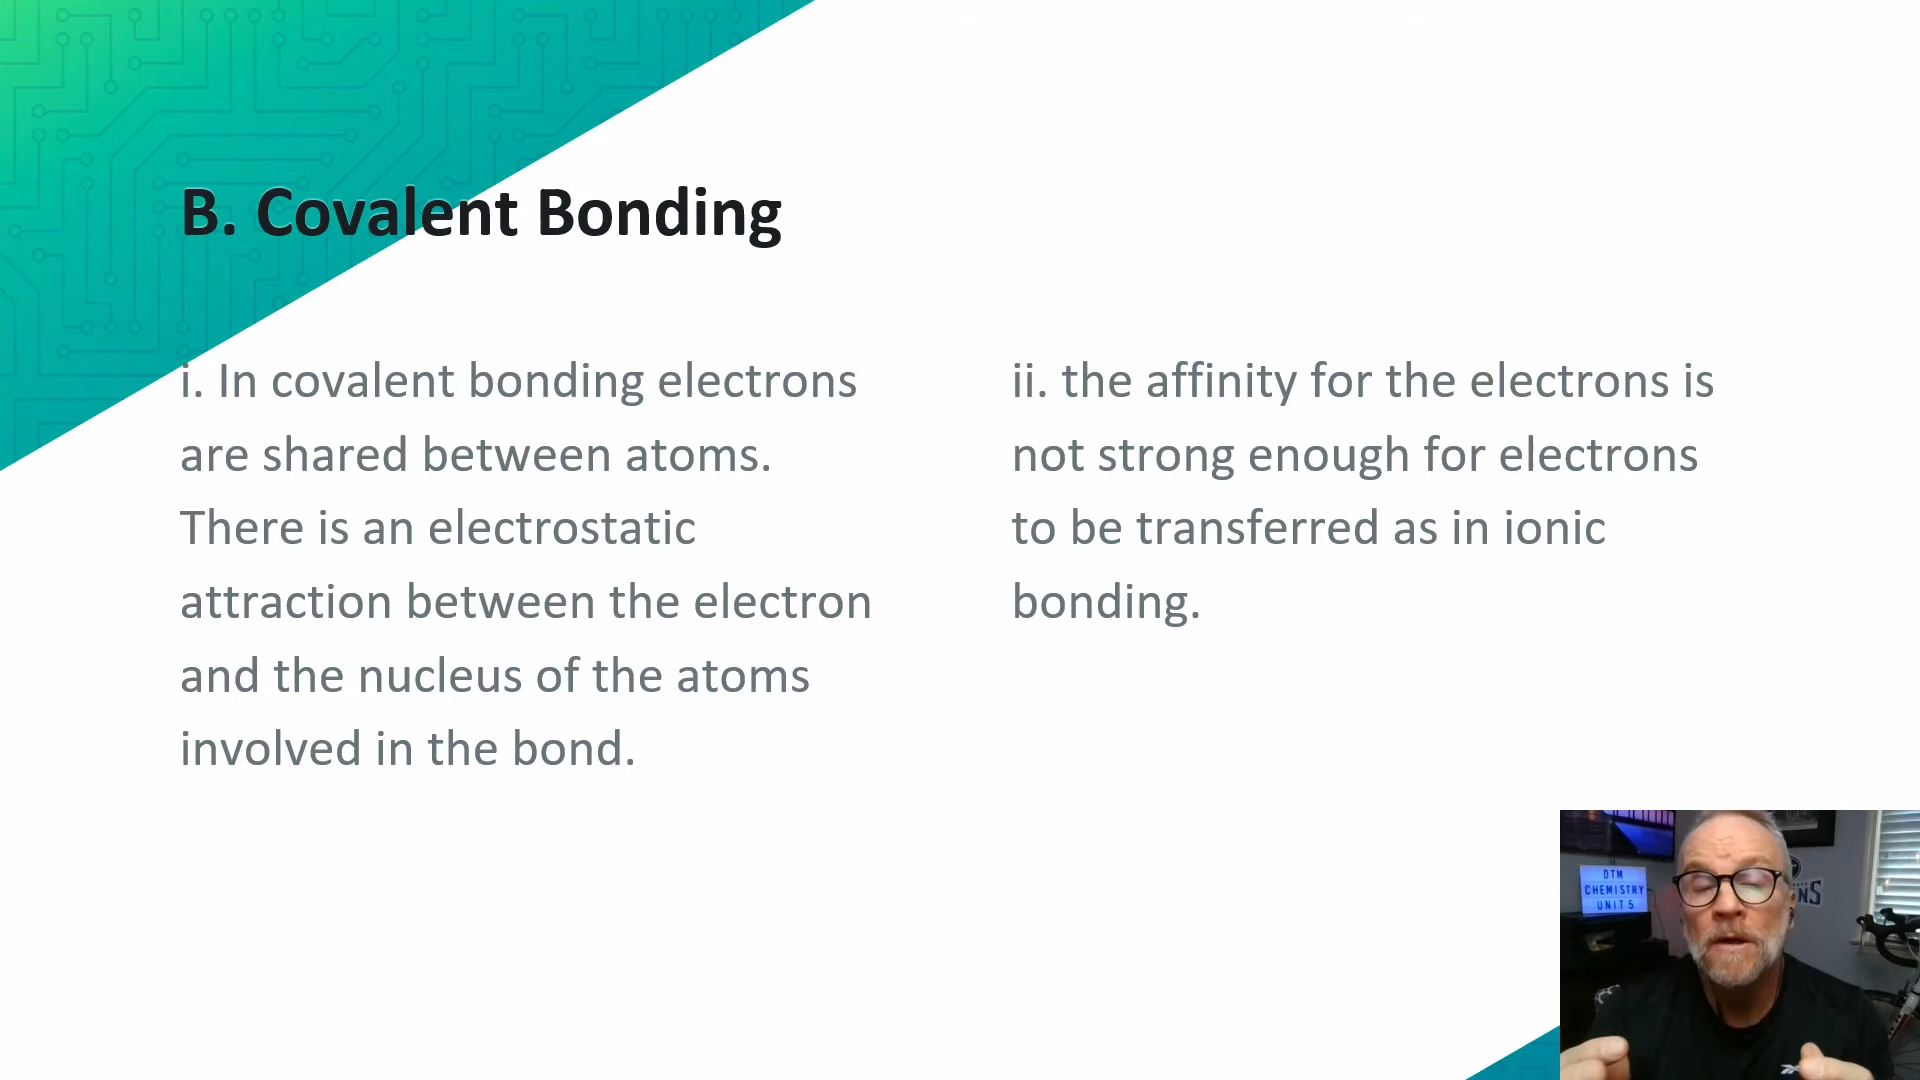 B. Covalent Bonding
i. In covalent bonding electrons
are shared between atoms.
There is an electrostatic
attraction between the electron
and the nucleus of the atoms
involved in the bond.
ii. the affinity for the electrons is
not strong enough for electrons
to be transferred as in ionic
bonding.
DTM
CHEMISTRY
UNIT 5